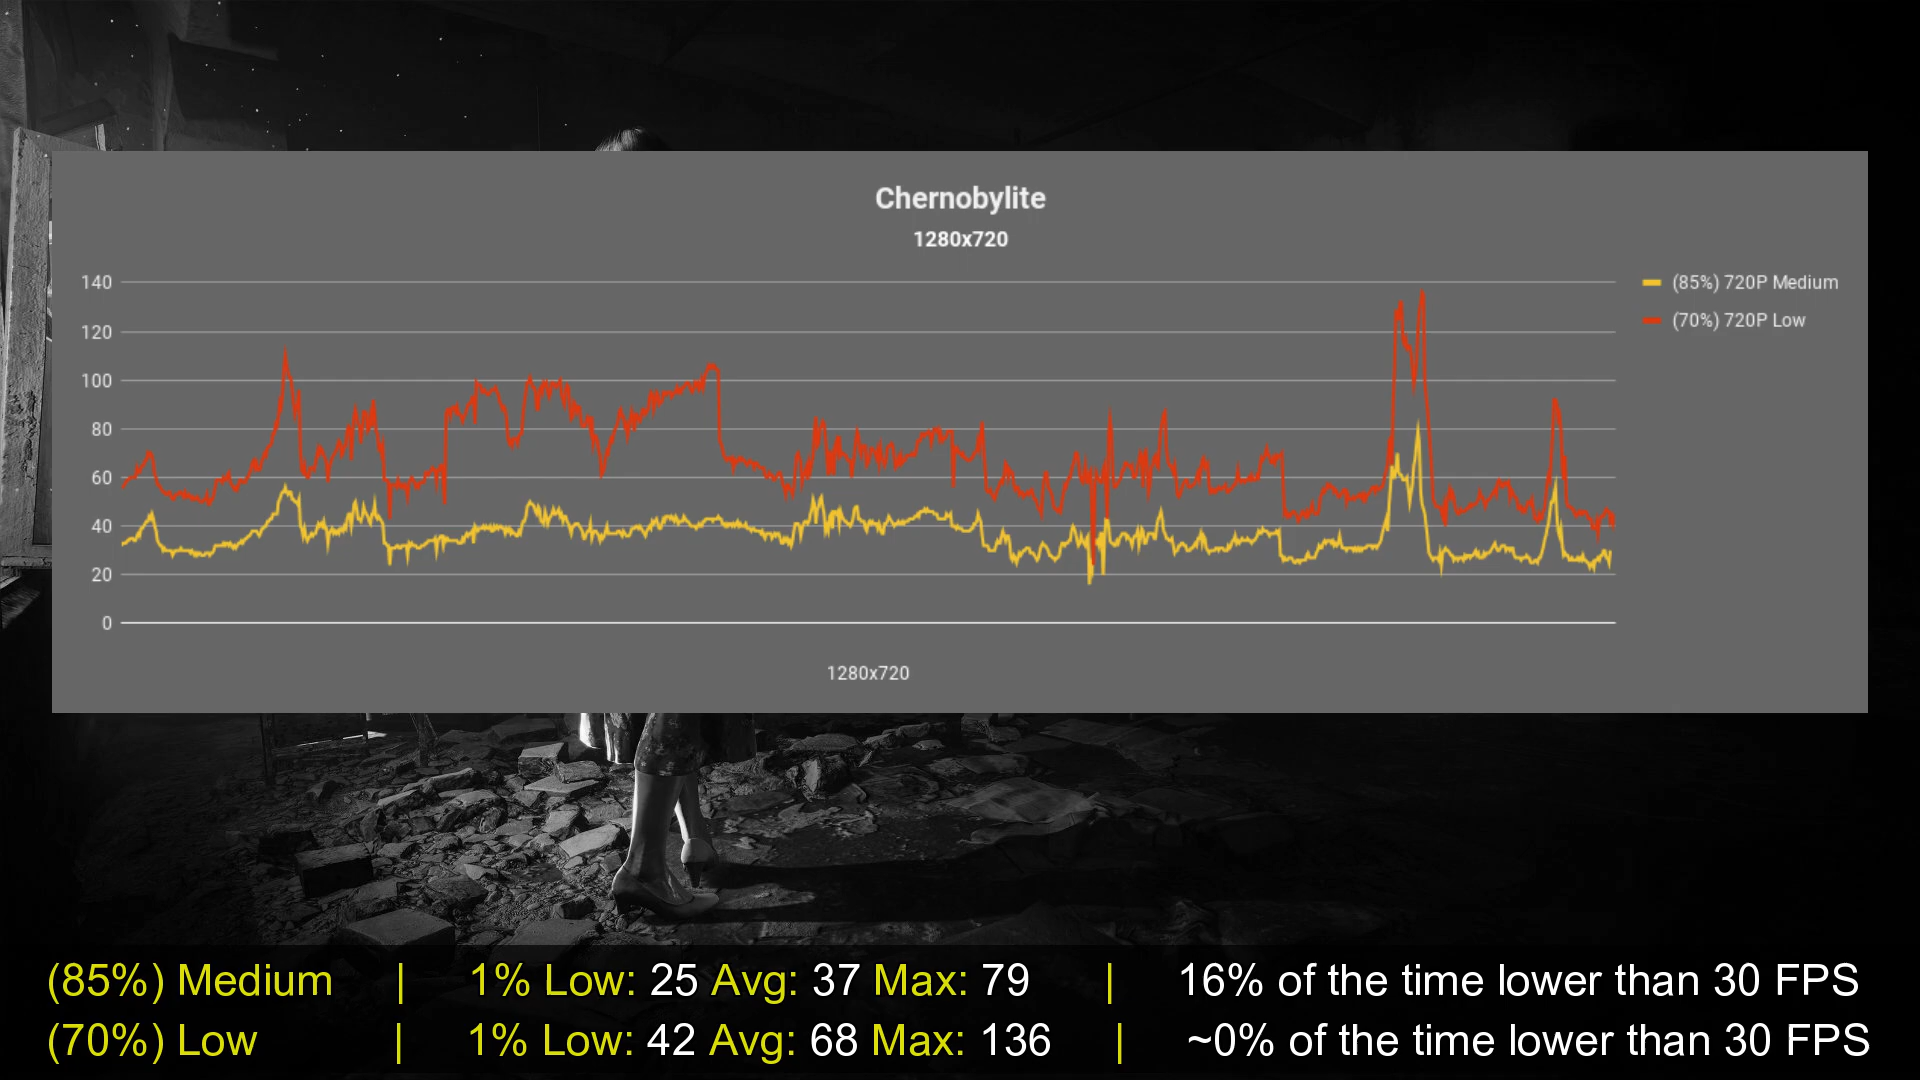 Chernobylite
1280x720
140
120
100
80
60
40
20
0
(85%) 720P Medium
(70%) 720P Low
1280x720
(85%) Medium | 1% Low: 25 Avg: 37 Max: 79 | 16% of the time lower than 30 FPS
(70%) Low | 1% Low: 42 Avg: 68 Max: 136 | ~0% of the time lower than 30 FPS